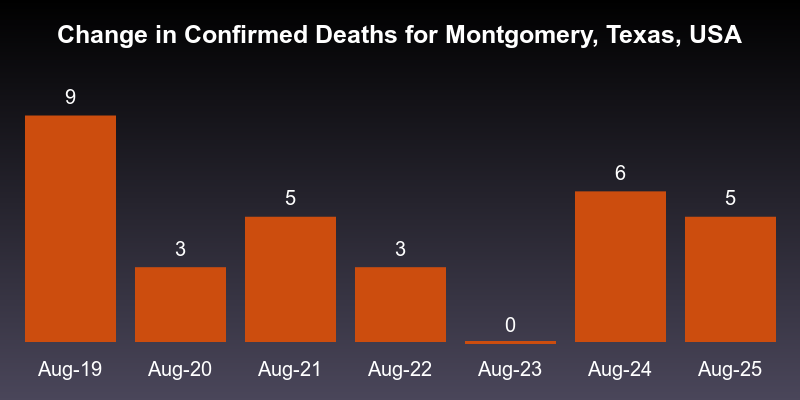 Change in Confirmed Deaths for Montgomery, Texas, USA
9
3
5
3
0
6
5
Aug-19
Aug-20
Aug-21
Aug-22
Aug-23
Aug-24
Aug-25